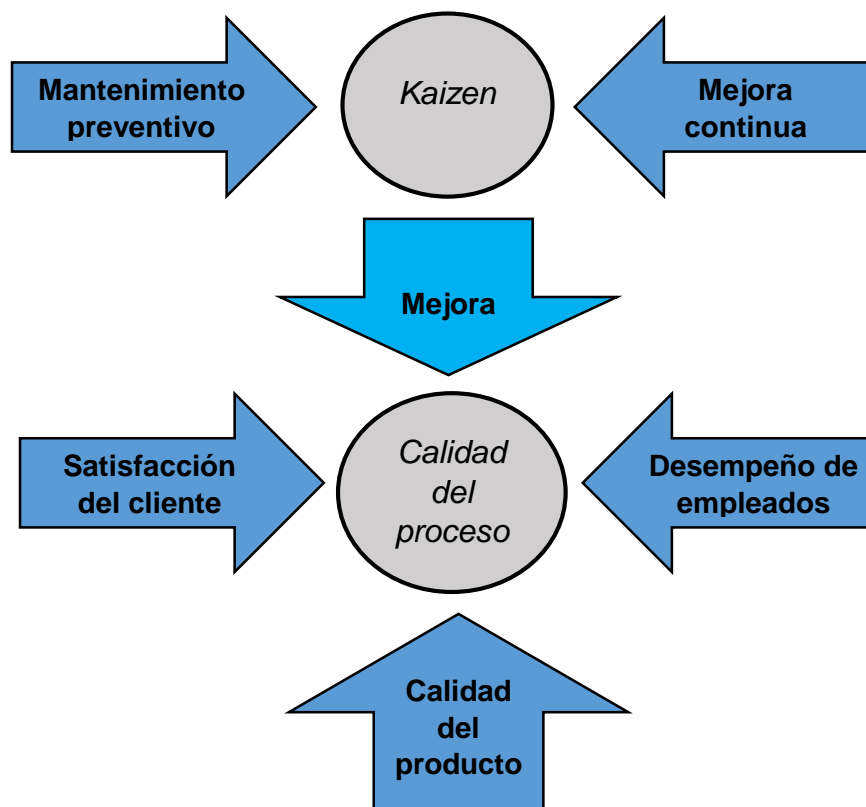 Mantenimiento
preventivo
Kaizen
Mejora
continua
Mejora
Satisfacción
del cliente
Calidad
del
proceso
Desempeño de
empleados
Calidad
del
producto